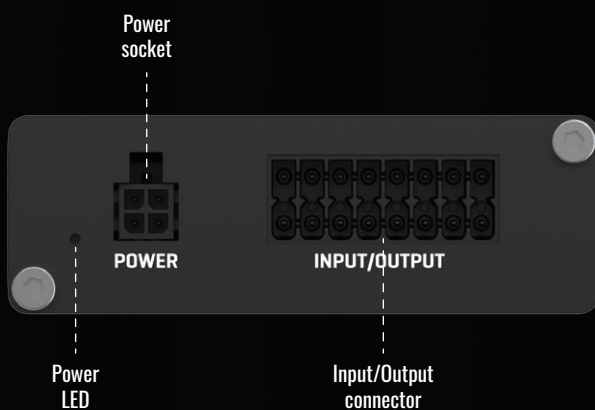 Power
socket
POWER
INPUT/OUTPUT
Power
LED
Input/Output
connector